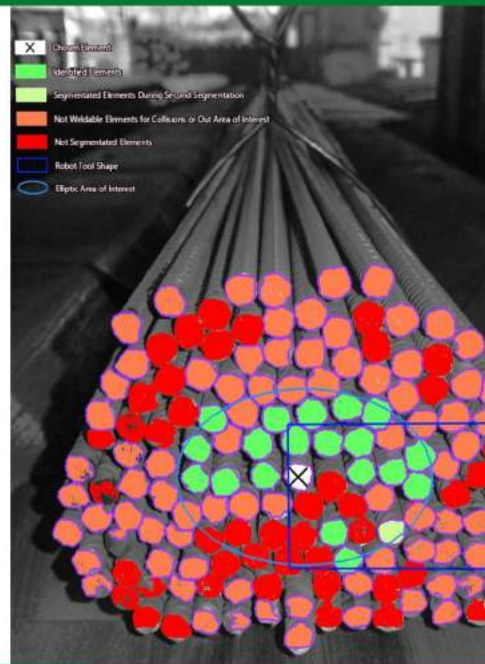 X Chosen Element
Identified Elements
Segmentated Elements During Second Segmentation
Not Weldable Elements for Collisions or Out Area of Interest
Not Segmentated Elements
Robot Tool Shape
Elliptic Area of Interest